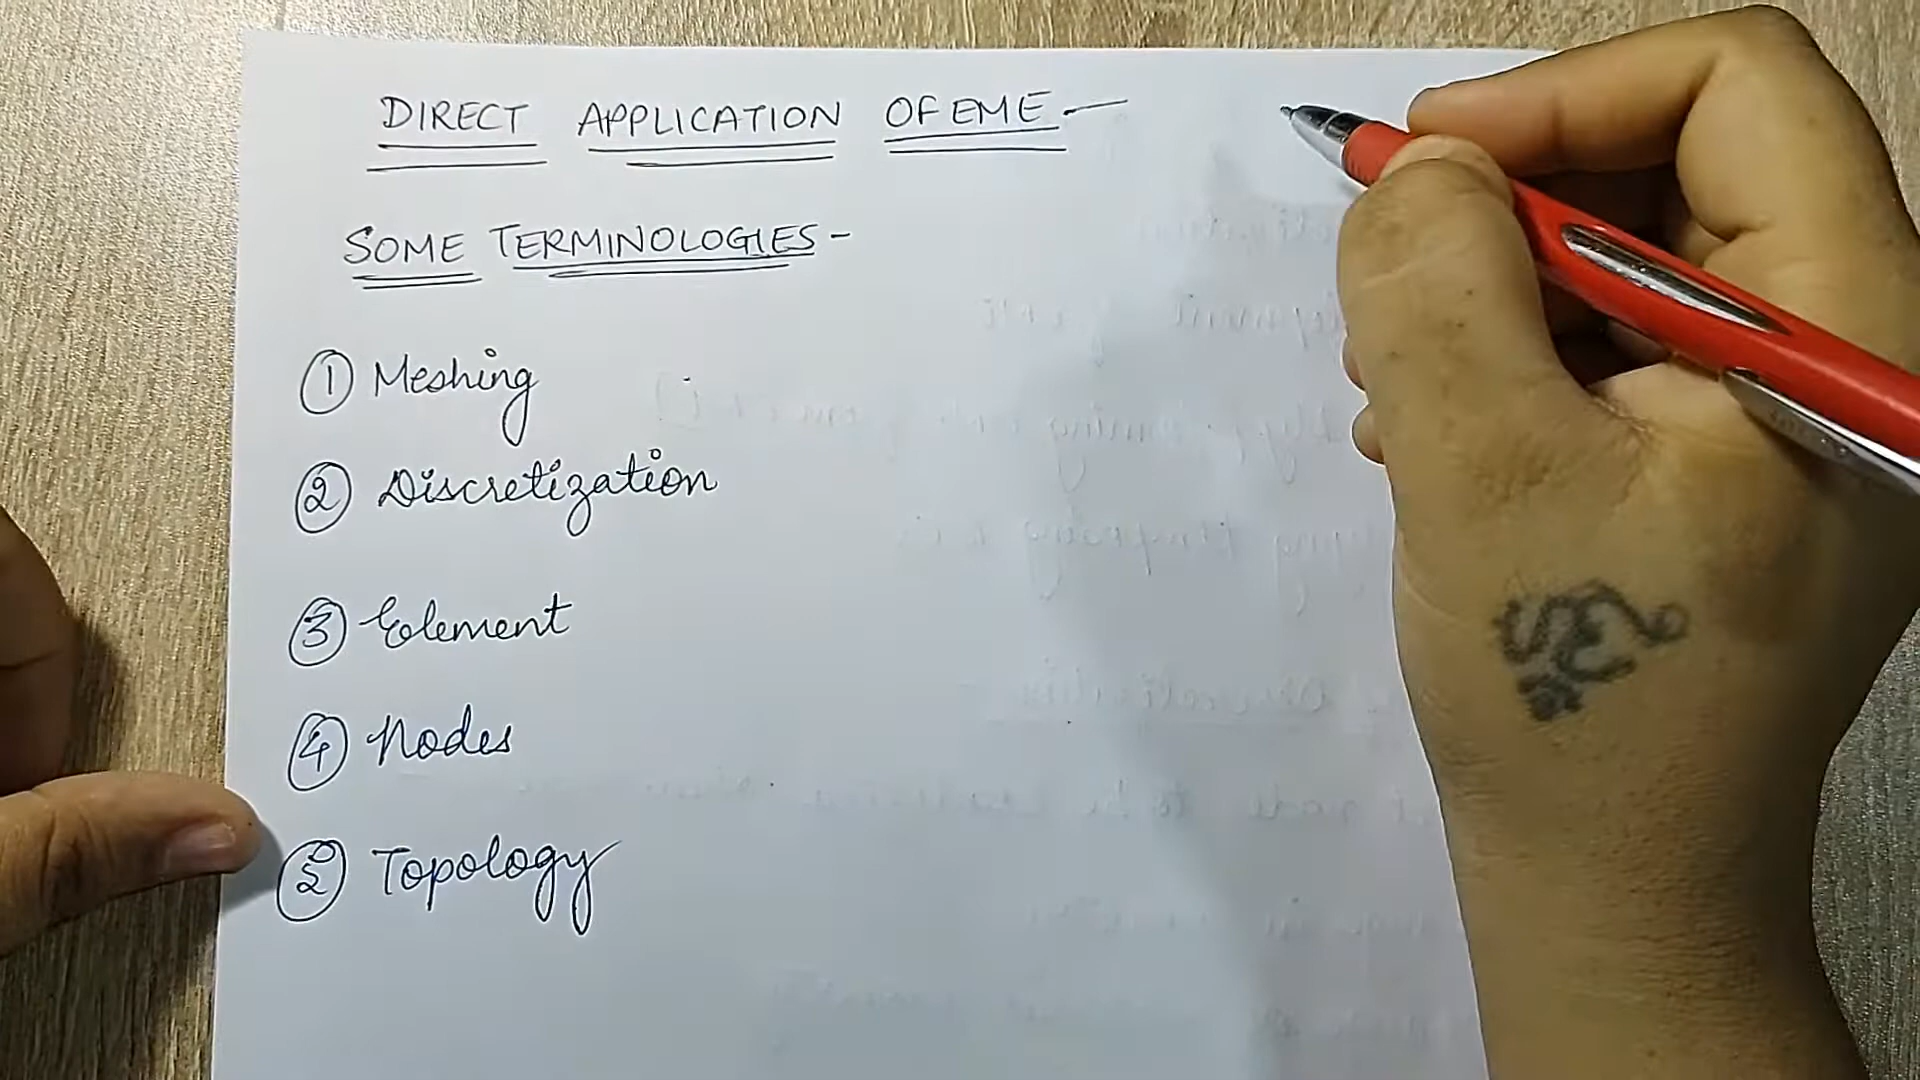 DIRECT APPLICATION OF EME -
SOME TERMINOLOGIES -
① Meshing
② Discretization
③ Element
④ Nodes
⑤ Topology